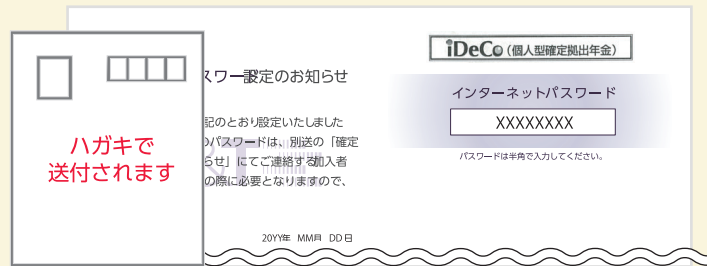 ハガキで
送付されます
スワード設定のお知らせ
記のとおり設定いたしました
のパスワードは、別送の「確定
らせ」にてご連絡する加入者
の際に必要となりますので、
20YY年 MM月 DD日
iDeCo（個人型確定拠出年金）
インターネットパスワード
XXXXXXXX
パスワードは半角で入力してください。